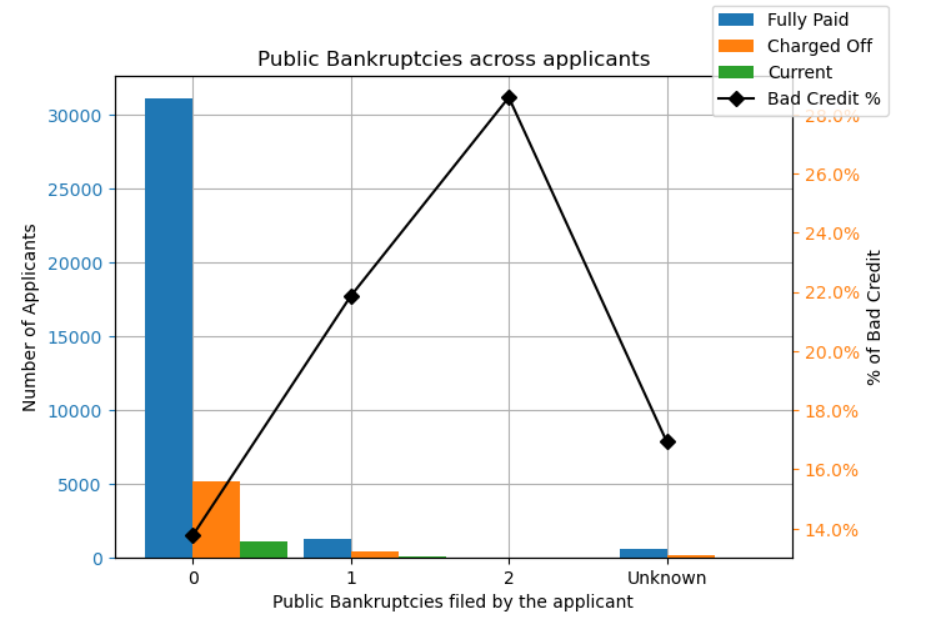 Fully Paid
Charged Off
Current
Bad Credit %
Public Bankruptcies across applicants
30000
25000
20000
15000
10000
5000
0
Number of Applicants
28.0%
26.0%
24.0%
22.0%
20.0%
18.0%
16.0%
14.0%
% of Bad Credit
0 1 2 Unknown
Public Bankruptcies filed by the applicant